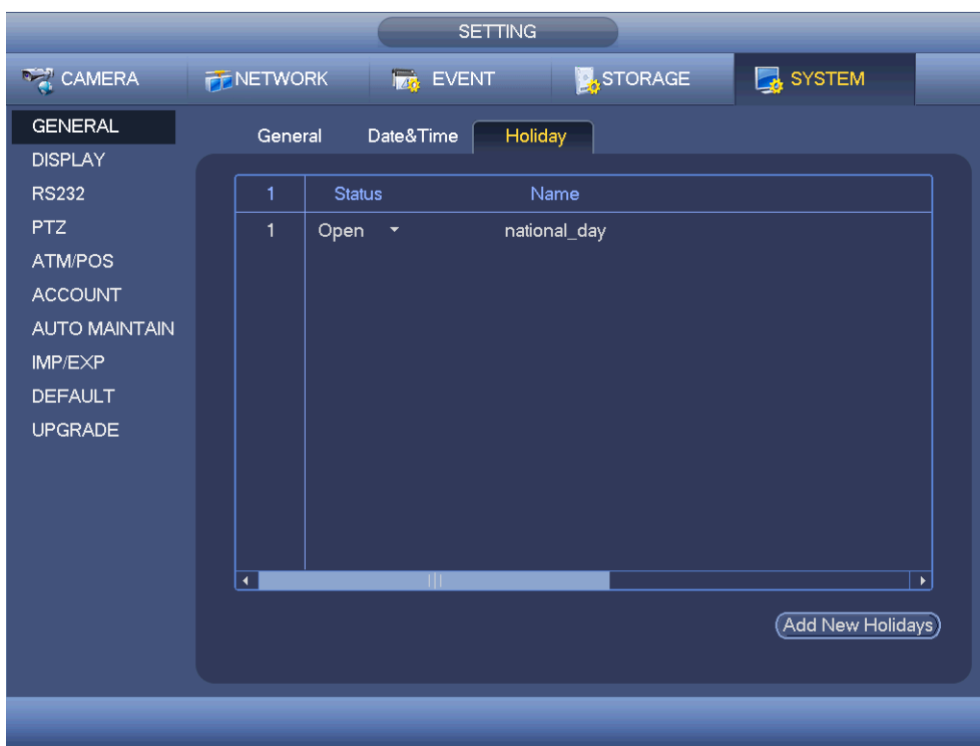 SETTING
CAMERA NETWORK EVENT STORAGE SYSTEM
GENERAL
DISPLAY
RS232
PTZ
ATM/POS
ACCOUNT
AUTO MAINTAIN
IMP/EXP
DEFAULT
UPGRADE
General Date&Time Holiday
1 Status Name
1 Open national_day
Add New Holidays